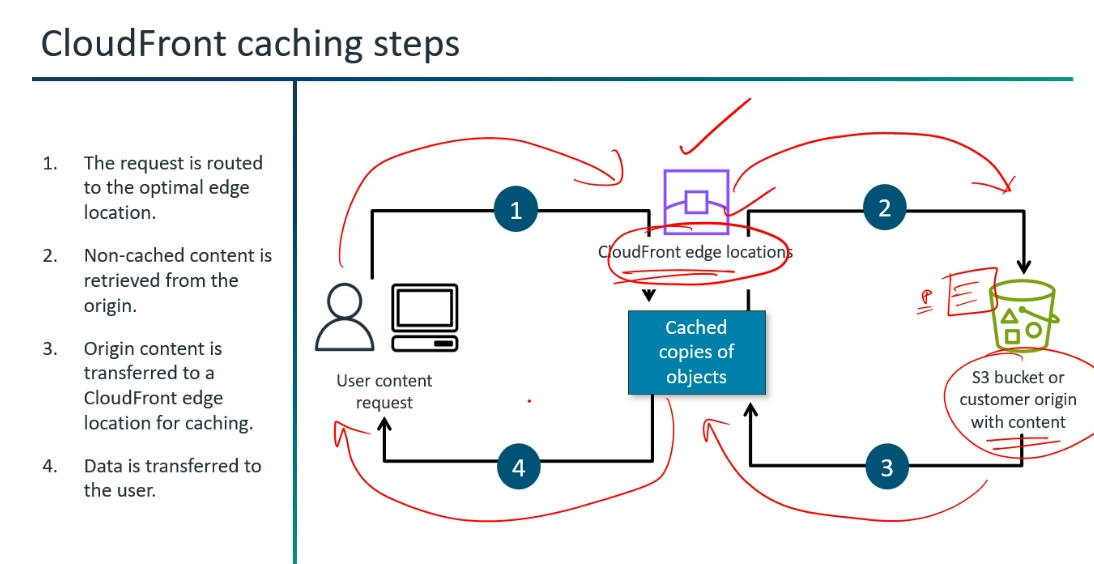 CloudFront caching steps
1. The request is routed
to the optimal edge
location.
2. Non-cached content is
retrieved from the
origin.
3. Origin content is
transferred to a
CloudFront edge
location for caching.
4. Data is transferred to
the user.
1
2
CloudFront edge locations
Cached
copies of
objects
User content
request
S3 bucket or
customer origin
with content
4
3